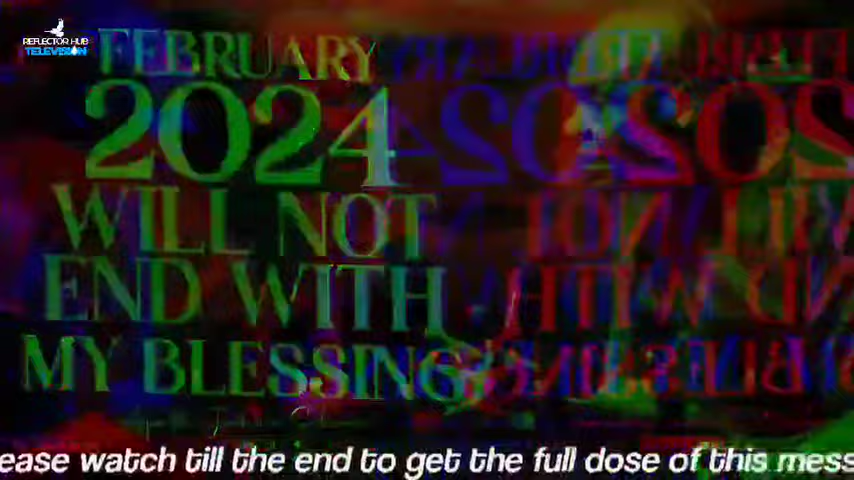 REFLECTOR HUB
TELEVISION
FEBRUARY
2024
WILL NOT
END WITH
MY BLESSING
ease watch till the end to get the full dose of this mess